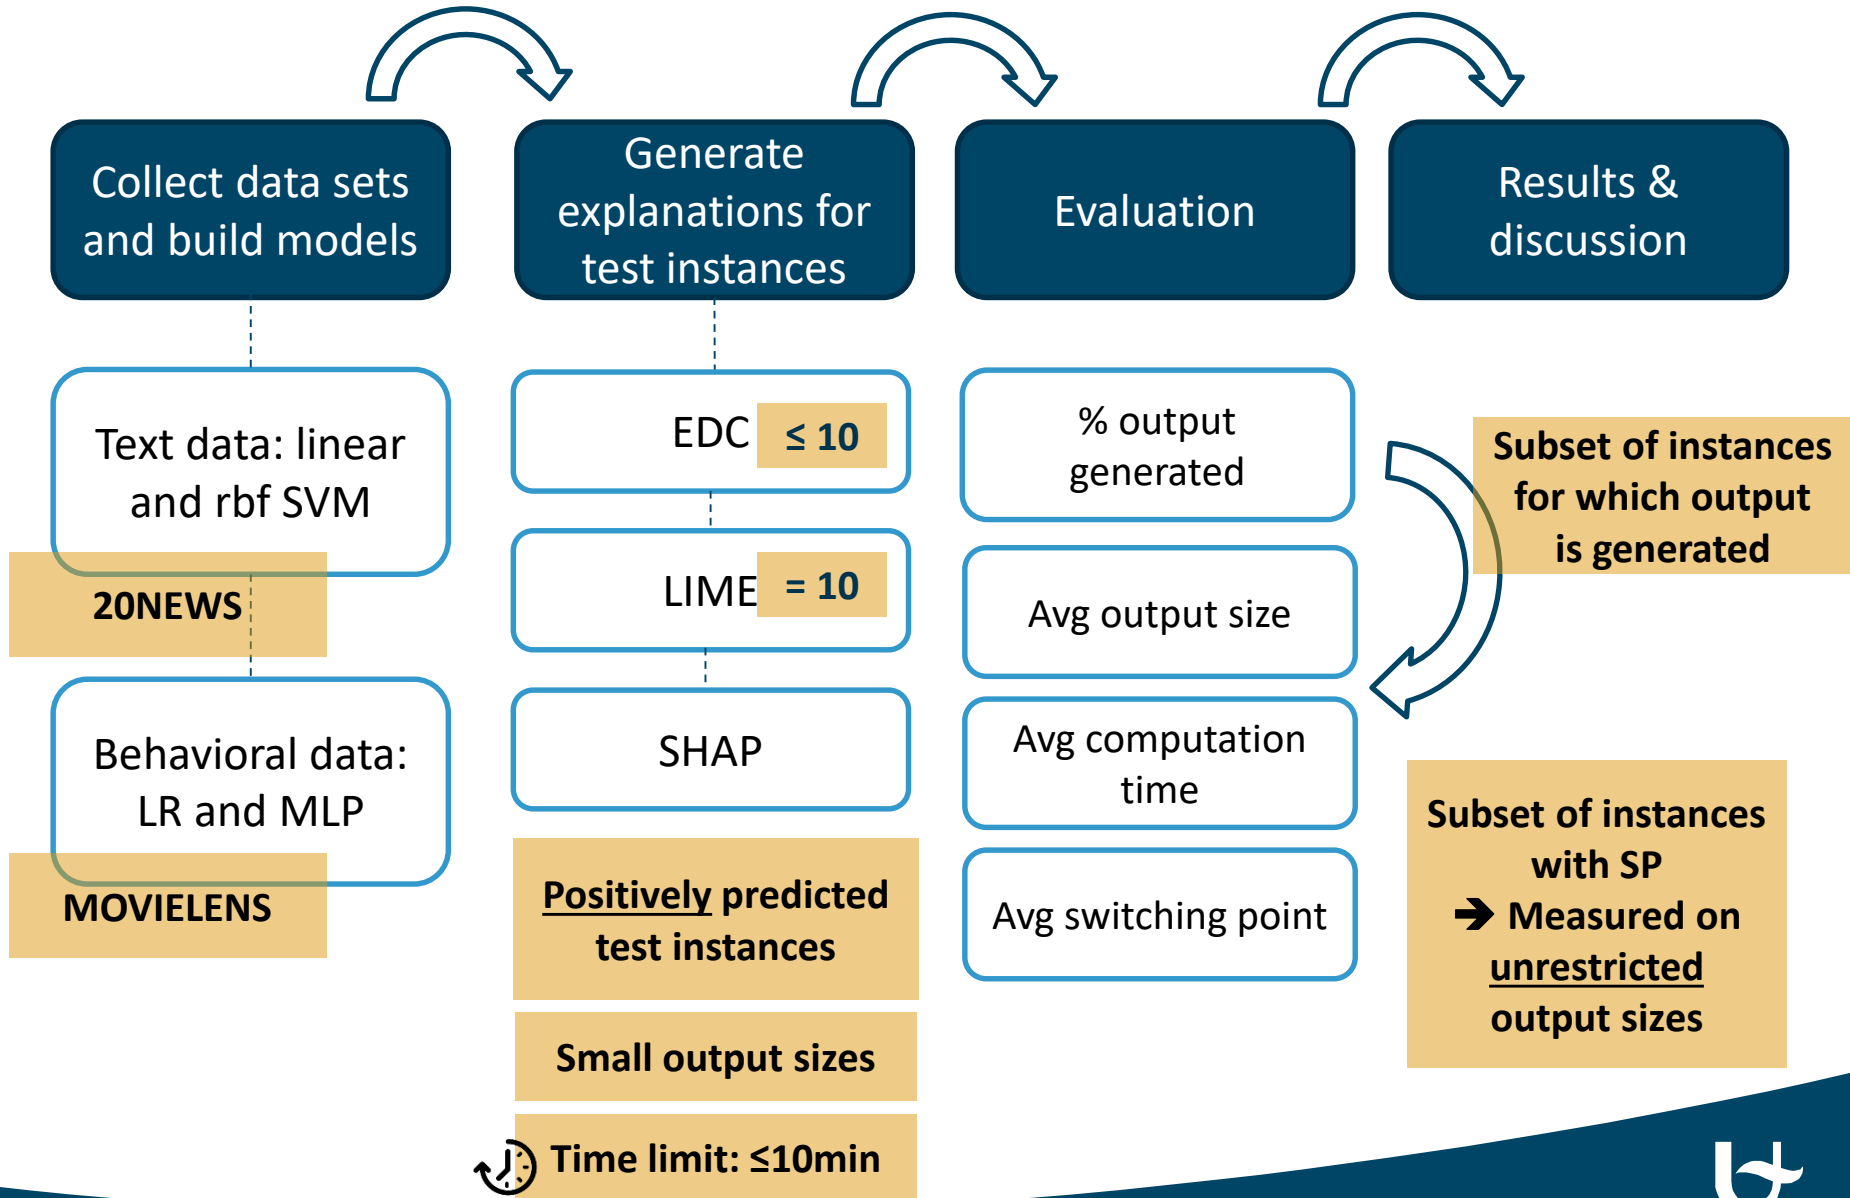 Collect data sets
and build models
Generate
explanations for
test instances
Evaluation
Results &
discussion
Text data: linear
and rbf SVM
20NEWS
Behavioral data:
LR and MLP
MOVIELENS
EDC ≤ 10
LIME = 10
SHAP
Positively predicted
test instances
Small output sizes
Time limit: ≤10min
% output
generated
Avg output size
Avg computation
time
Avg switching point
Subset of instances
for which output
is generated
Subset of instances
with SP
➔ Measured on
unrestricted
output sizes